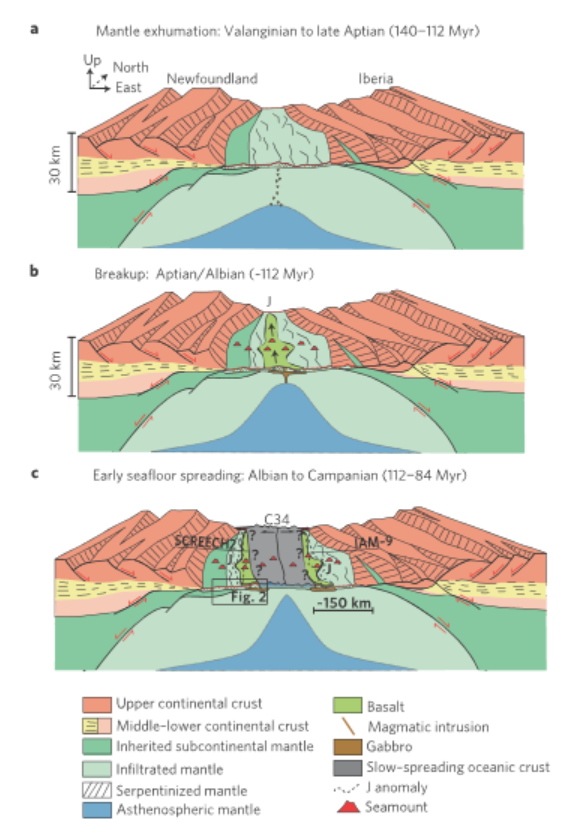 a Mantle exhumation: Valanginian to late Aptian (140–112 Myr)
Up
North
East
Newfoundland Iberia
30 km
b Breakup: Aptian/Albian (~112 Myr)
J
30 km
c Early seafloor spreading: Albian to Campanian (112–84 Myr)
C34
SCREECH2 IAM-9
? ?
? ?
? ?
J
Fig. 2
~150 km
Upper continental crust
Middle–lower continental crust
Inherited subcontinental mantle
Infiltrated mantle
Serpentinized mantle
Asthenospheric mantle
Basalt
Magmatic intrusion
Gabbro
Slow–spreading oceanic crust
J anomaly
Seamount